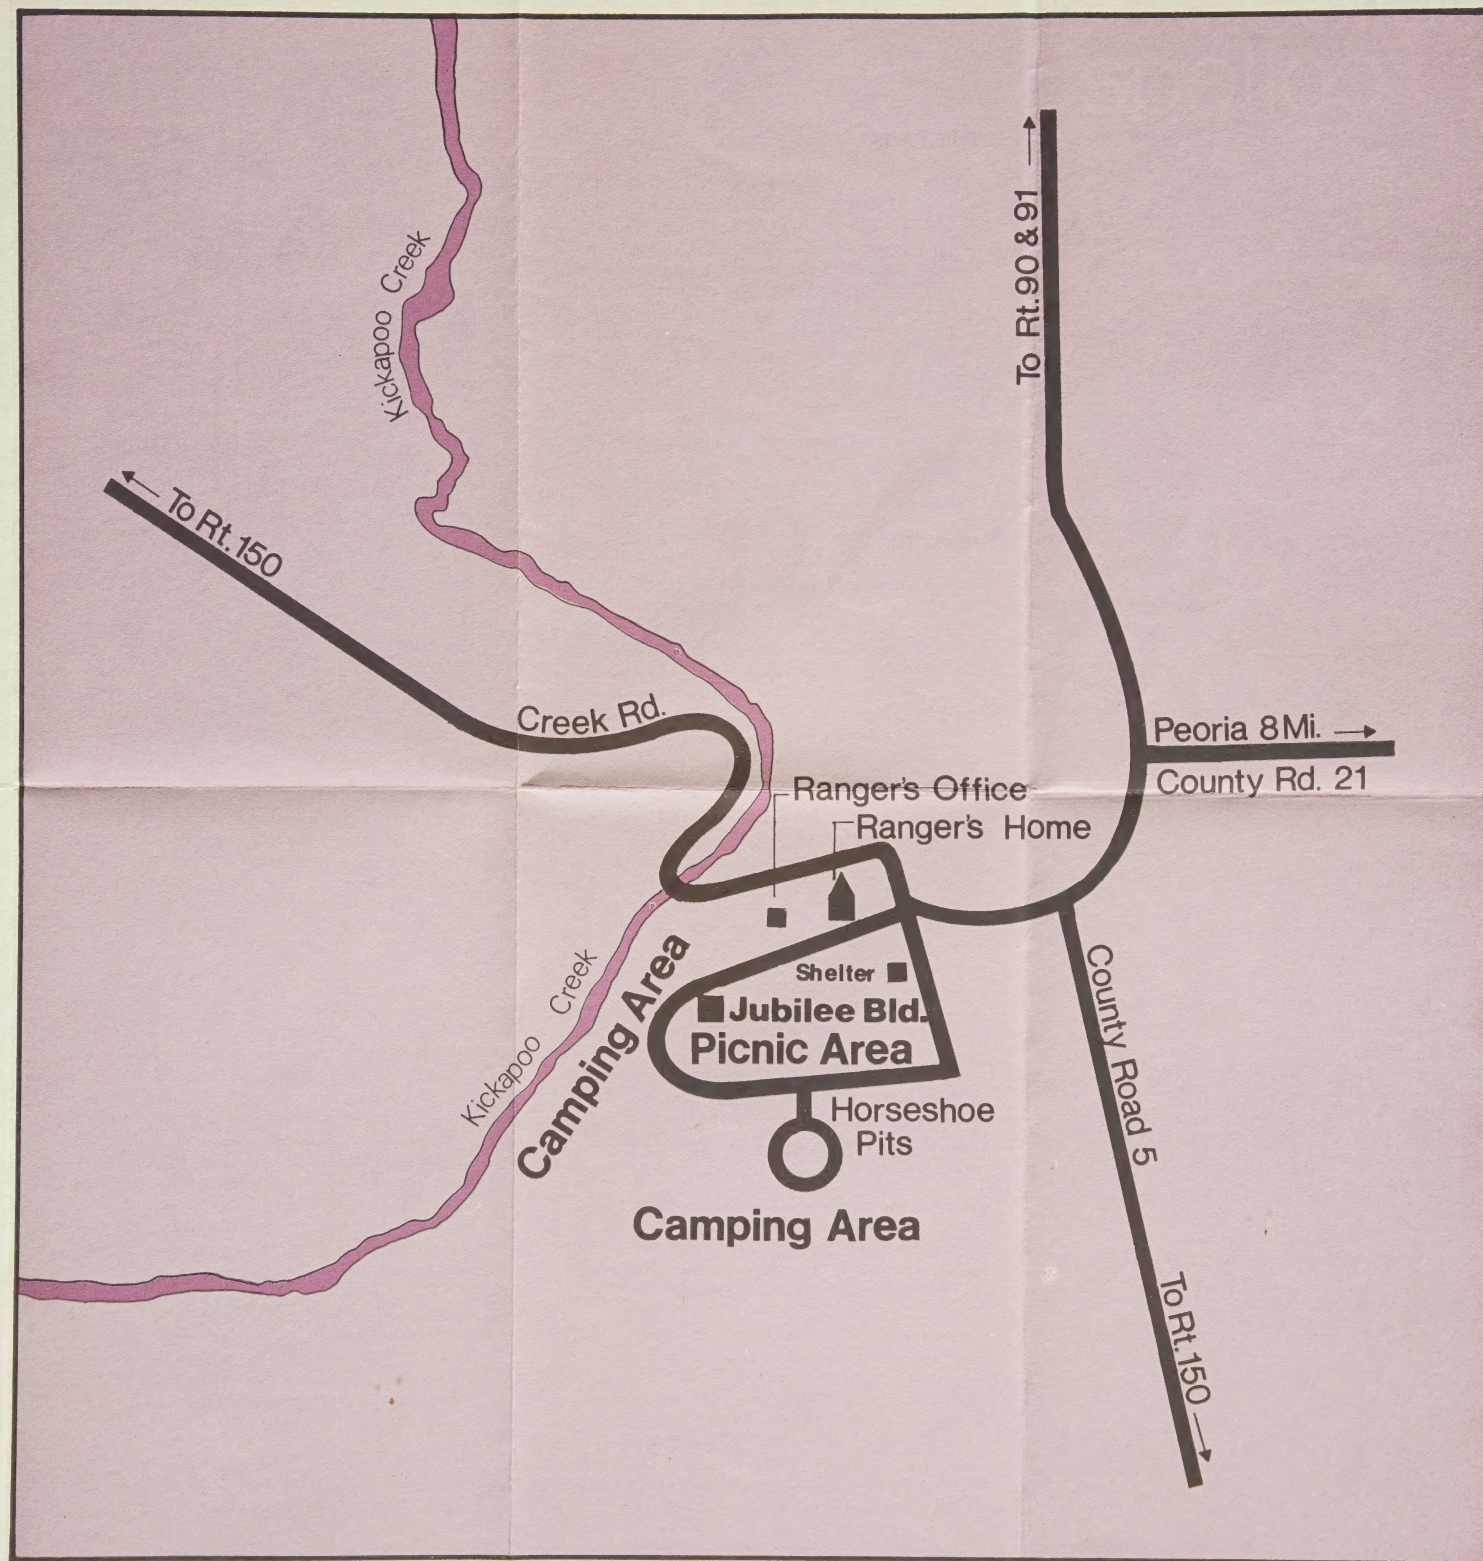 To Rt.90 & 91
Kickapoo Creek
To Rt.150
Creek Rd.
Peoria 8Mi.
County Rd. 21
Ranger's Office
Ranger's Home
Shelter
Jubilee Bld.
Picnic Area
Camping Area
Kickapoo Creek
County Road 5
Horseshoe
Pits
Camping Area
To Rt.150